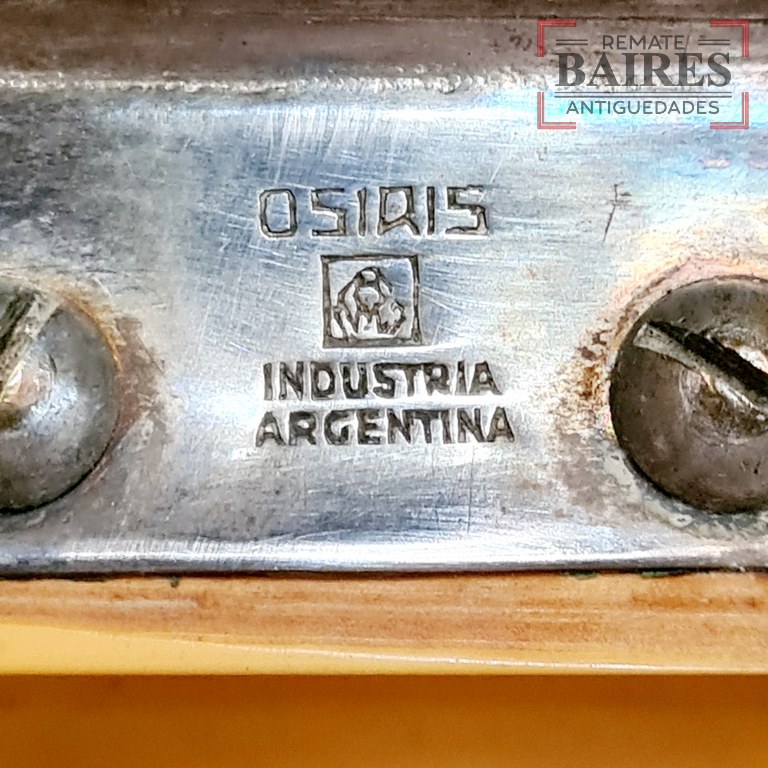 REMATE
BAIRES
ANTIGUEDADES
OSIRIS
INDUSTRIA
ARGENTINA